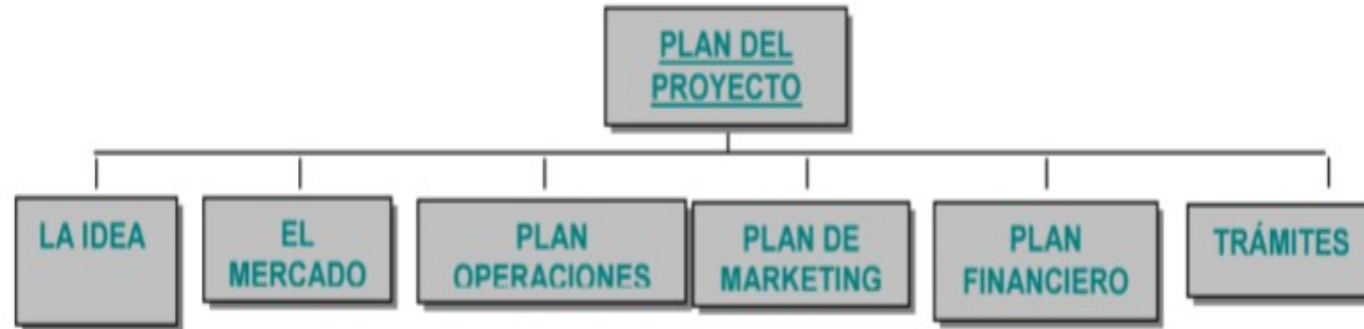 PLAN DEL
PROYECTO
LA IDEA
EL
MERCADO
PLAN
OPERACIONES
PLAN DE
MARKETING
PLAN
FINANCIERO
TRÁMITES